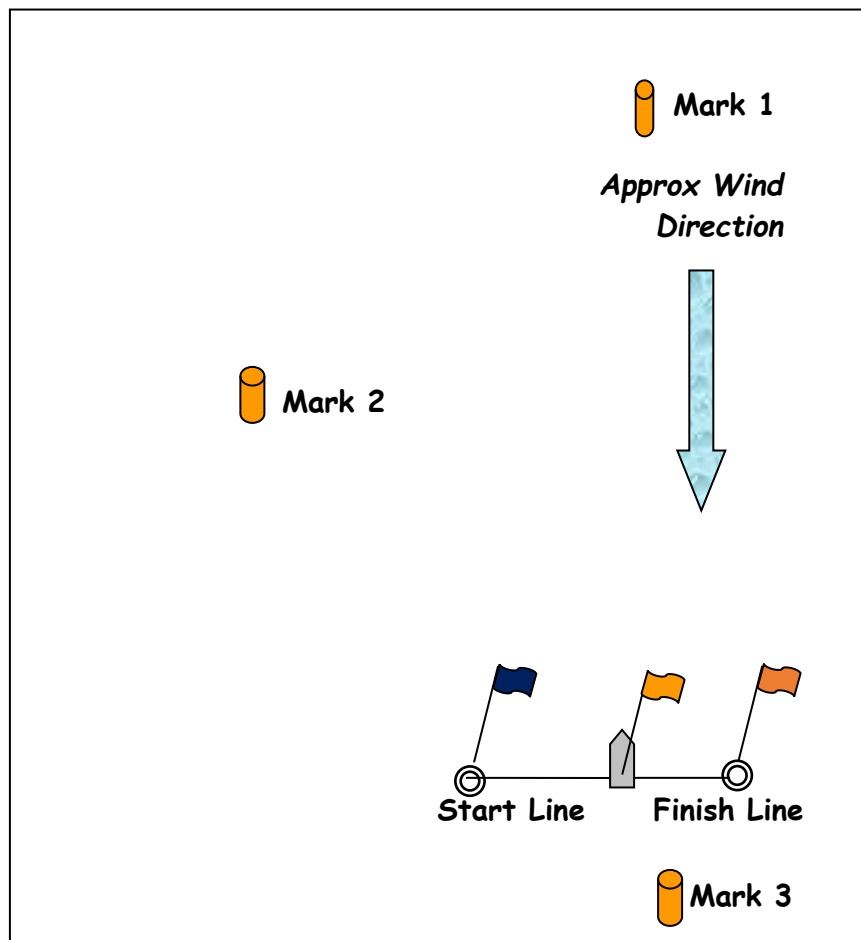 Mark 1
Approx Wind
Direction
Mark 2
Start Line
Finish Line
Mark 3